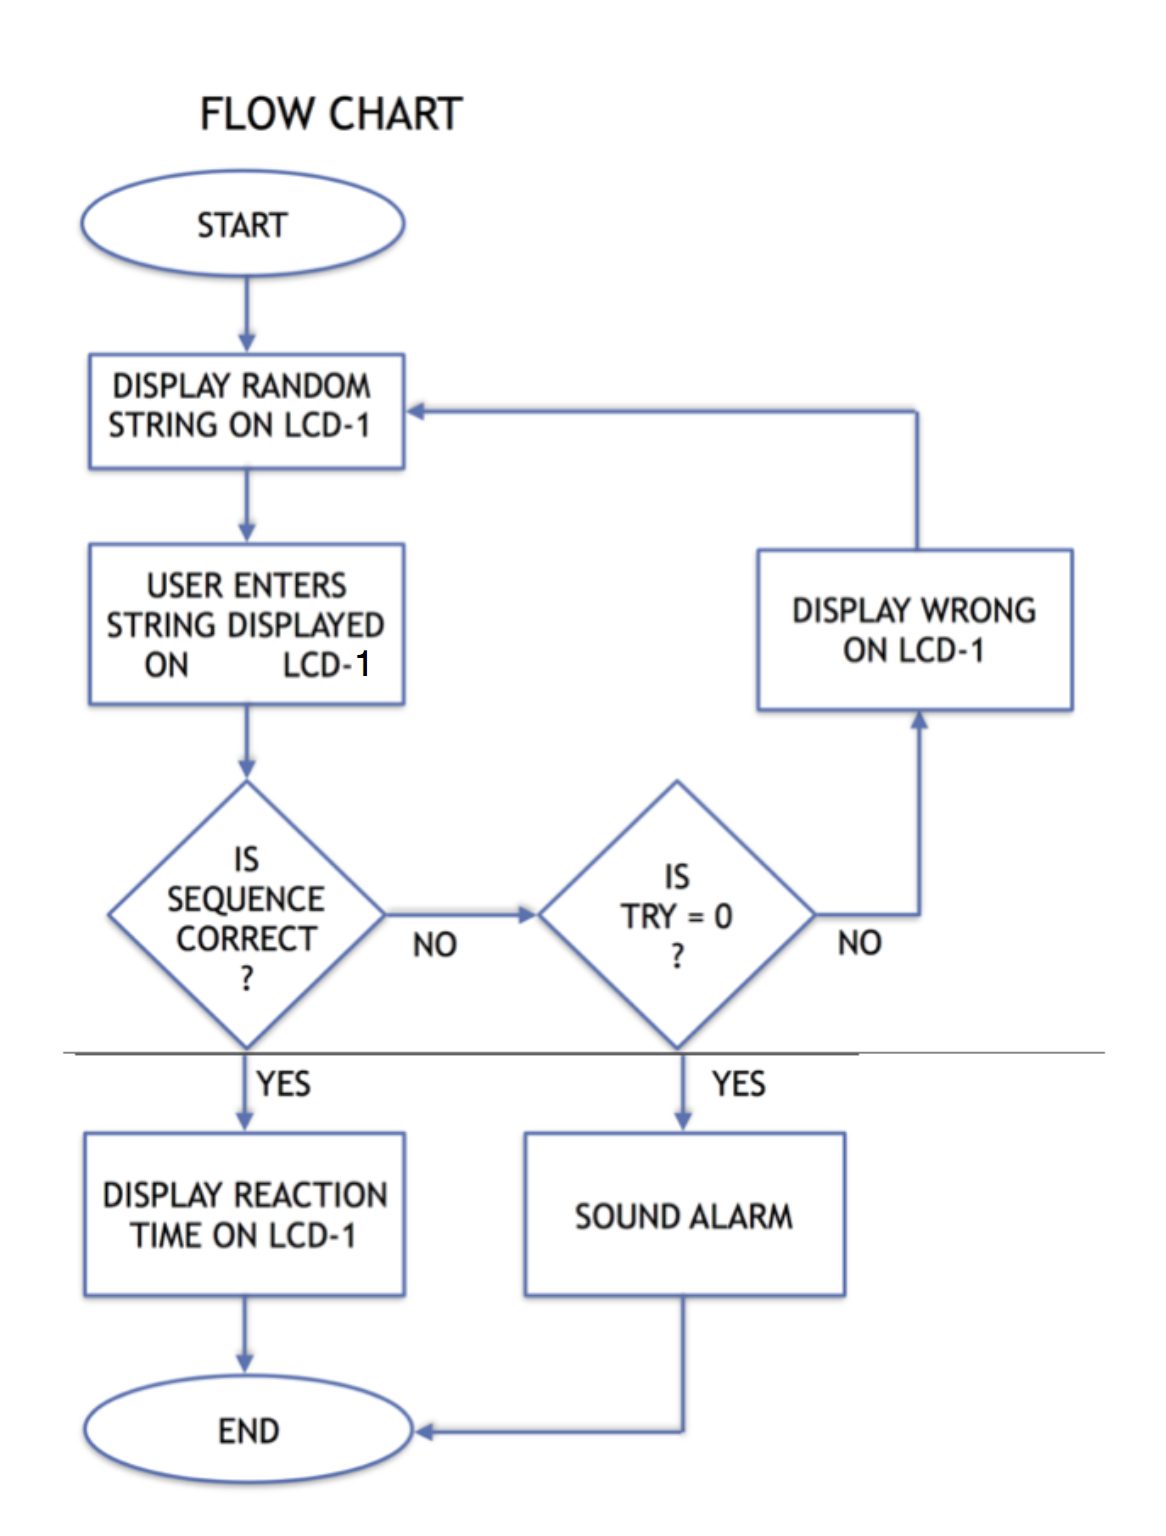 FLOW CHART
START
DISPLAY RANDOM
STRING ON LCD-1
USER ENTERS
STRING DISPLAYED
ON LCD-1
DISPLAY WRONG
ON LCD-1
IS
SEQUENCE
CORRECT
?
NO
IS
TRY = 0
?
NO
YES
YES
DISPLAY REACTION
TIME ON LCD-1
SOUND ALARM
END